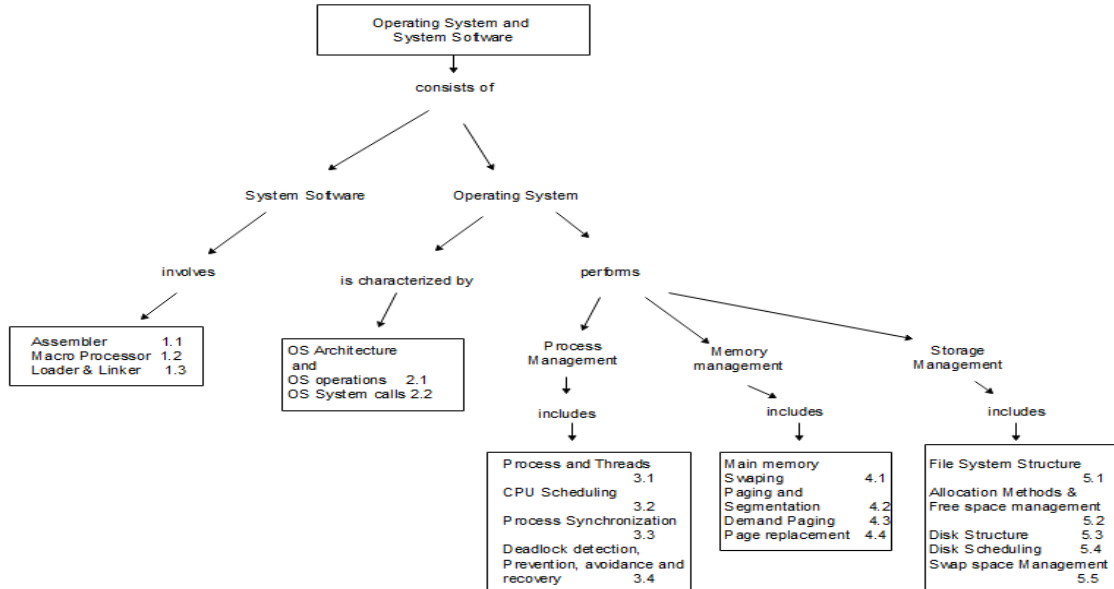 Operating System and
System Software
consists of
System Software
Operating System
involves
is characterized by
performs
Assembler 1.1
Macro Processor 1.2
Loader & Linker 1.3
OS Architecture
and
OS operations 2.1
OS System calls 2.2
Process
Management
Memory
management
Storage
Management
includes
includes
includes
Process and Threads
3.1
CPU Scheduling
3.2
Process Synchronization
3.3
Deadlock detection,
Prevention, avoidance and
recovery 3.4
Main memory
Swaping 4.1
Paging and
Segmentation 4.2
Demand Paging 4.3
Page replacement 4.4
File System Structure
5.1
Allocation Methods &
Free space management
5.2
Disk Structure 5.3
Disk Scheduling 5.4
Swap space Management
5.5